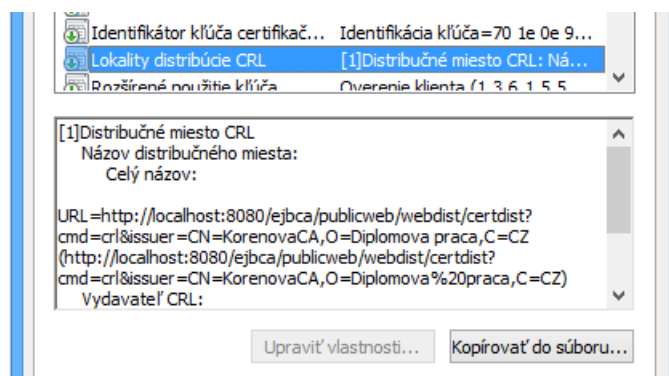 Identifikátor kľúča certifikač... Identifikácia kľúča=70 1e 0e 9...
Lokality distribúcie CRL [1]Distribučné miesto CRL: Ná...
Rozšírené použitie kľúča Overenie klienta (1.3.6.1.5.5
[1]Distribučné miesto CRL
Názov distribučného miesta:
Celý názov:
URL=http://localhost:8080/ejbca/publicweb/webdist/certdist?
cmd=crl&issuer=CN=KorenovaCA,O=Diplomova praca,C=CZ
(http://localhost:8080/ejbca/publicweb/webdist/certdist?
cmd=crl&issuer=CN=KorenovaCA,O=Diplomova%20praca,C=CZ)
Vydavateľ CRL:
Upraviť vlastnosti... Kopírovať do súboru...